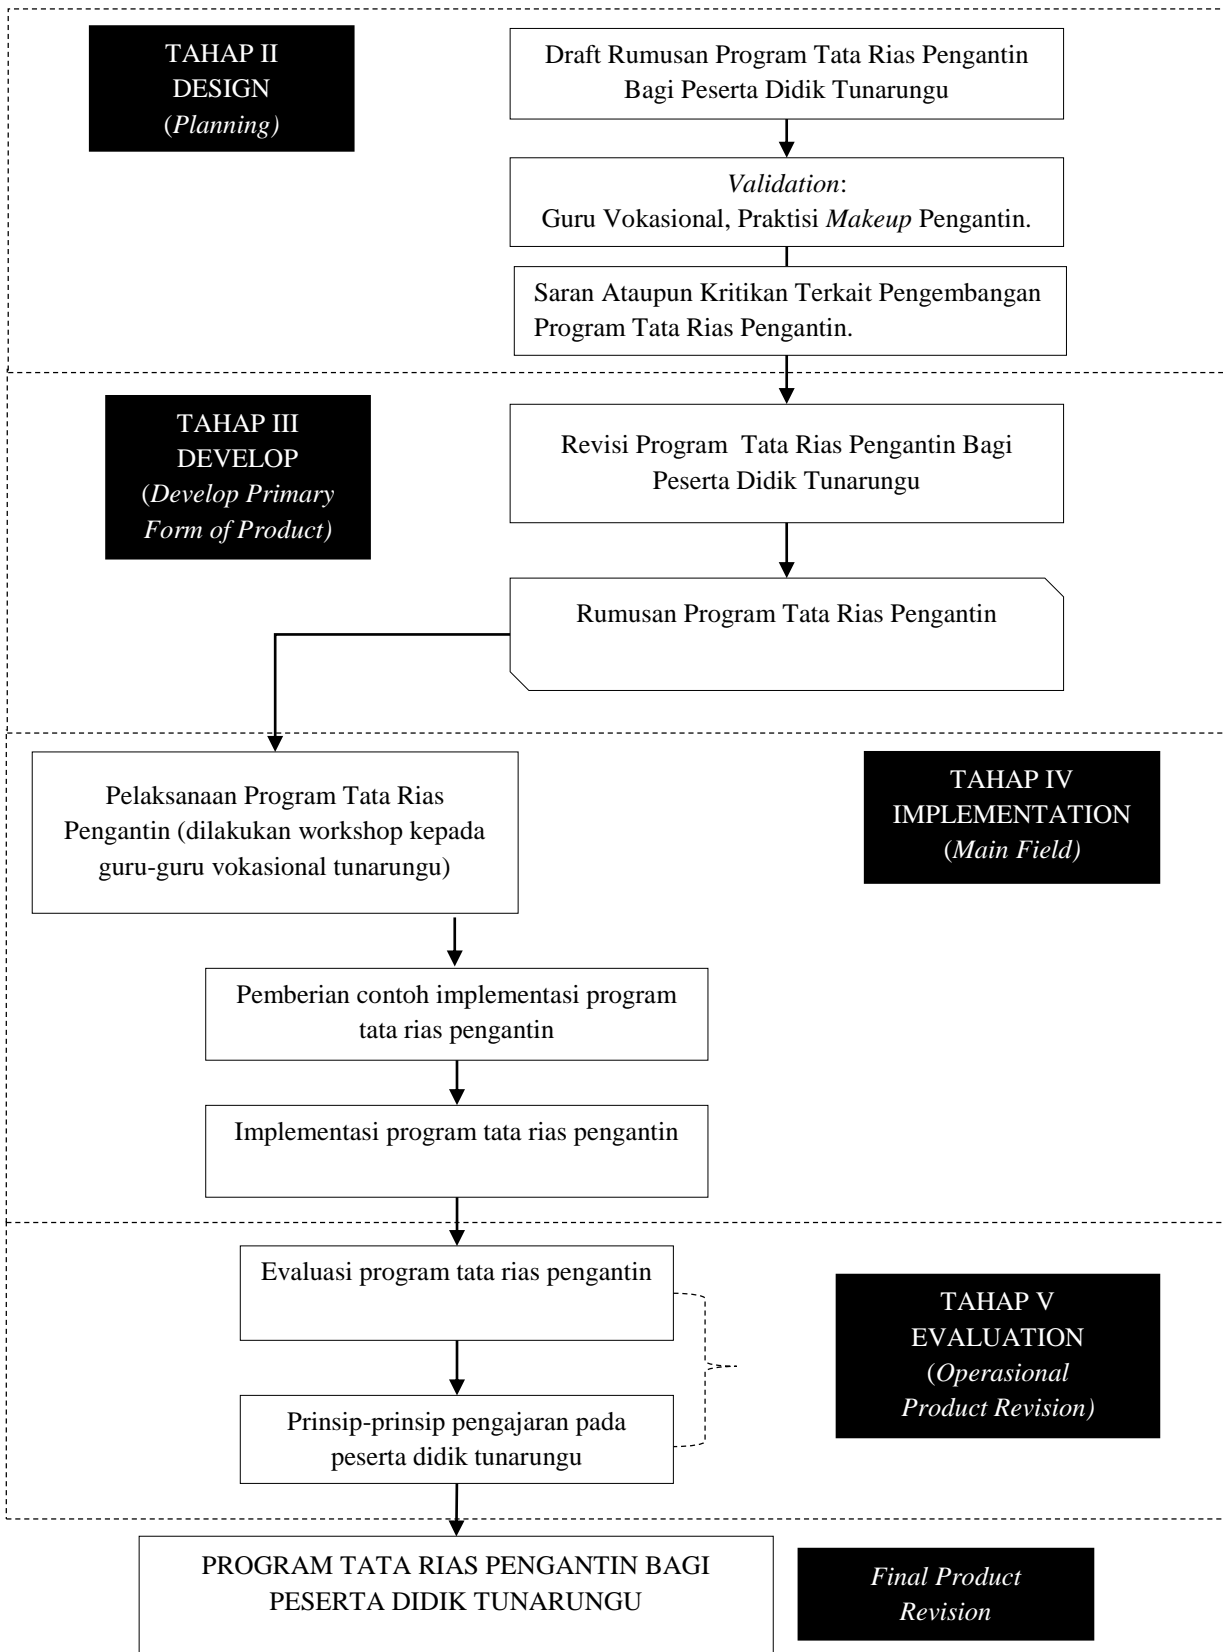 TAHAP II
DESIGN
(Planning)
Draft Rumusan Program Tata Rias Pengantin
Bagi Peserta Didik Tunarungu
Validation:
Guru Vokasional, Praktisi Makeup Pengantin.
Saran Ataupun Kritikan Terkait Pengembangan
Program Tata Rias Pengantin.
TAHAP III
DEVELOP
(Develop Primary
Form of Product)
Revisi Program Tata Rias Pengantin Bagi
Peserta Didik Tunarungu
Rumusan Program Tata Rias Pengantin
Pelaksanaan Program Tata Rias
Pengantin (dilakukan workshop kepada
guru-guru vokasional tunarungu)
TAHAP IV
IMPLEMENTATION
(Main Field)
Pemberian contoh implementasi program
tata rias pengantin
Implementasi program tata rias pengantin
Evaluasi program tata rias pengantin
TAHAP V
EVALUATION
(Operasional
Product Revision)
Prinsip-prinsip pengajaran pada
peserta didik tunarungu
PROGRAM TATA RIAS PENGANTIN BAGI
PESERTA DIDIK TUNARUNGU
Final Product
Revision